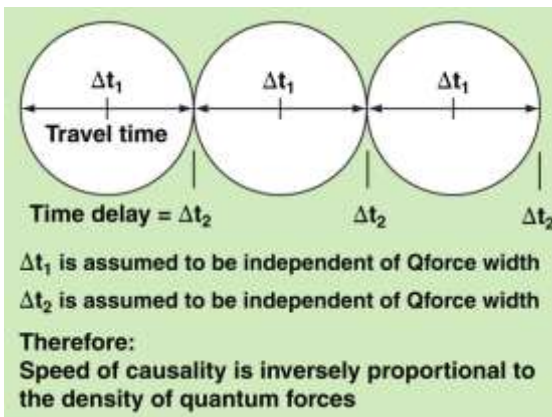 Δt₁ Δt₁ Δt₁
Travel time
Time delay = Δt₂ Δt₂ Δt₂
Δt₁ is assumed to be independent of Qforce width
Δt₂ is assumed to be independent of Qforce width
Therefore:
Speed of causality is inversely proportional to
the density of quantum forces